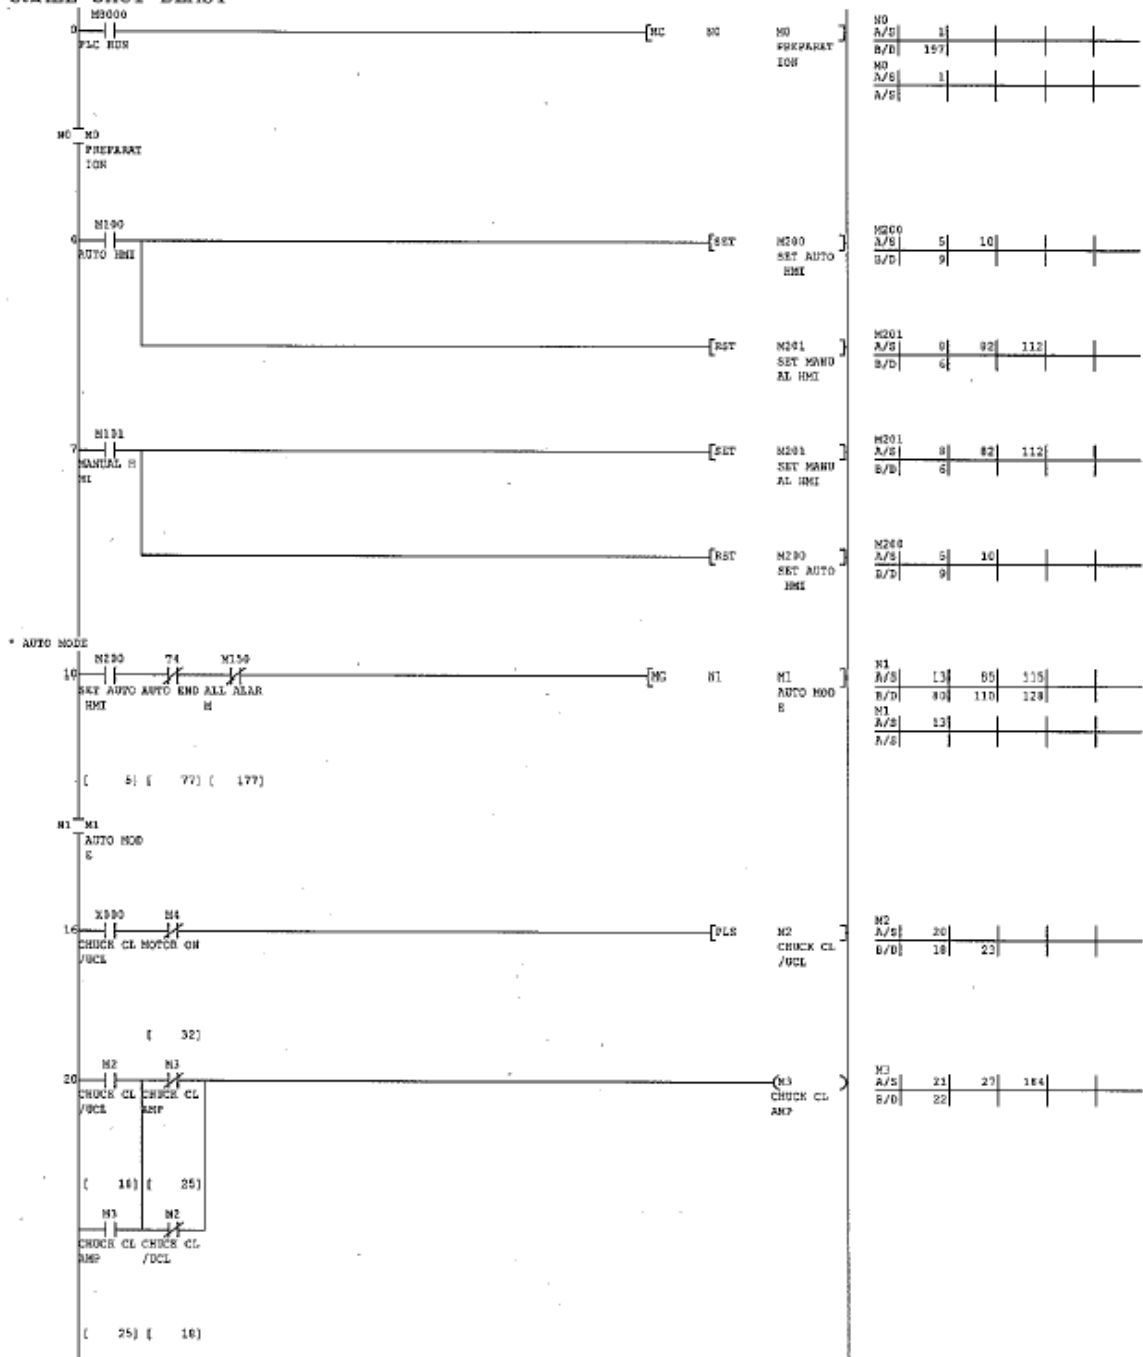 M8000
0
PLC RUN
[MC N0 M0 ]
PREPARAT
ION
N0
A/S 1
B/D 197
M0
A/S 1
A/S
N0 M0
PREPARAT
ION
M100
AUTO HMI
[SET M200 ]
SET AUTO
HMI
M200
A/S 5 10
B/D 9
[RST M201 ]
SET MANU
AL HMI
M201
A/S 8 82 112
B/D 6
M101
7
MANUAL H
MI
[SET M201 ]
SET MANU
AL HMI
M201
A/S 8 82 112
B/D 6
[RST M200 ]
SET AUTO
HMI
M200
A/S 5 10
B/D 9
* AUTO MODE
M200 T4 M150
10
SET AUTO AUTO END ALL ALAR
HMI M
[MC N1 M1 ]
AUTO MOD
E
N1
A/S 13 85 115
B/D 80 110 128
M1
A/S 13
A/S
[ 5] [ 77] [ 177]
N1 M1
AUTO MOD
E
X000 M4
16
CHUCK CL MOTOR ON
/UCL
[PLS M2 ]
CHUCK CL
/UCL
M2
A/S 20
B/D 18 23
[ 32]
M2 M3
20
CHUCK CL CHUCK CL
/UCL AMP
(M3 )
CHUCK CL
AMP
M3
A/S 21 27 184
B/D 22
[ 18] [ 25]
M3 M2
CHUCK CL CHUCK CL
AMP /UCL
[ 25] [ 18]